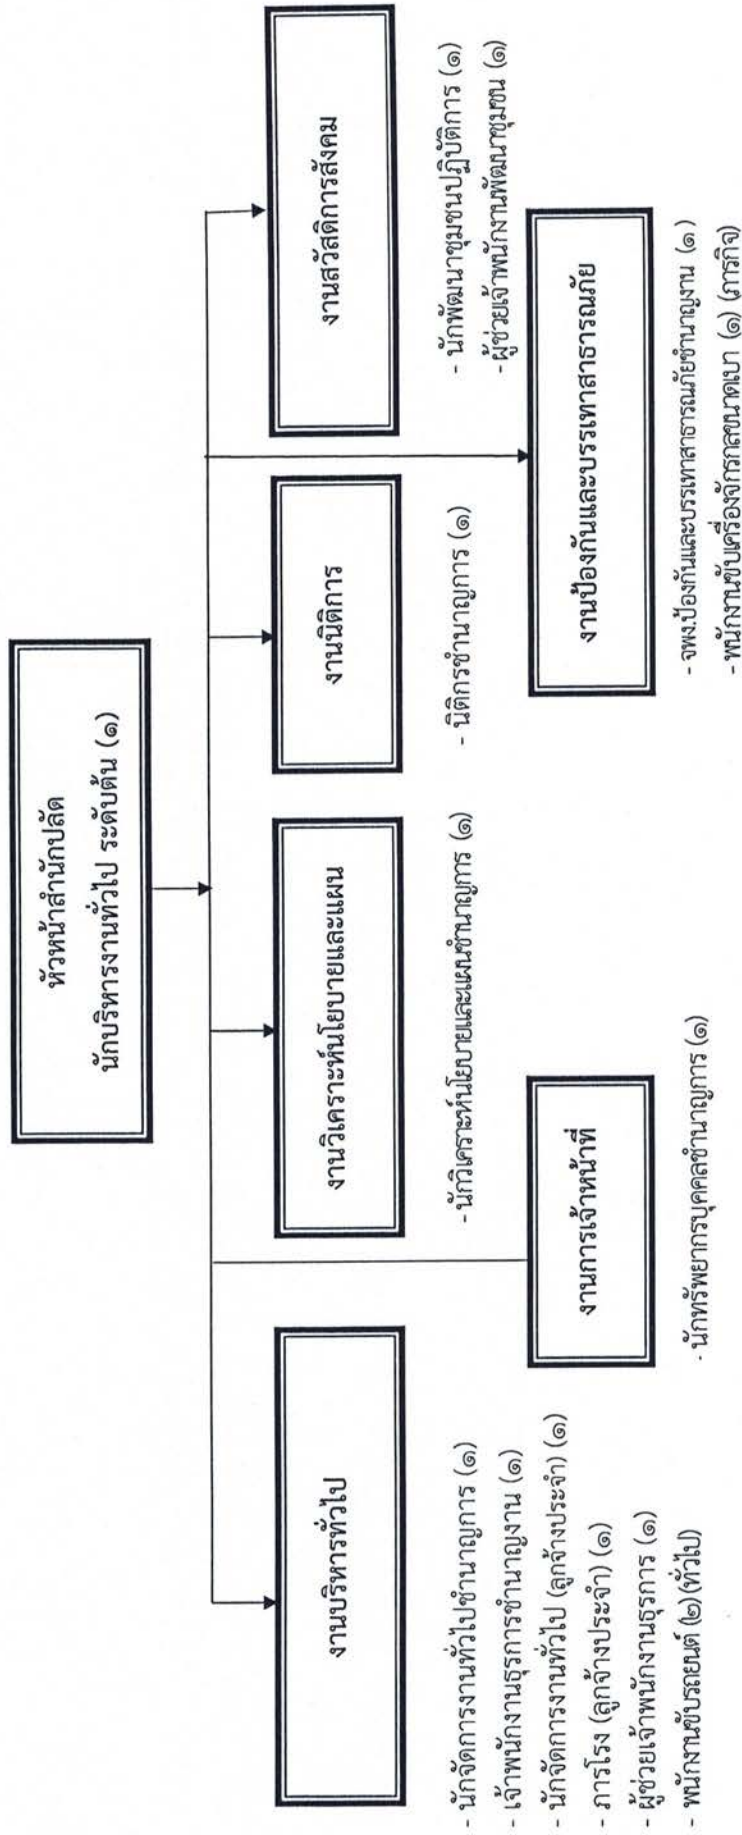 หัวหน้าสำนักปลัด
นักบริหารงานทั่วไป ระดับต้น (๑)
งานบริหารทั่วไป
- นักจัดการงานทั่วไปชำนาญการ (๑)
- เจ้าพนักงานธุรการชำนาญงาน (๑)
- นักจัดการงานทั่วไป (ลูกจ้างประจำ) (๑)
- ภารโรง (ลูกจ้างประจำ) (๑)
- ผู้ช่วยเจ้าพนักงานธุรการ (๑)
- พนักงานขับรถยนต์ (๒)(ทั่วไป)
งานการเจ้าหน้าที่
- นักทรัพยากรบุคคลชำนาญการ (๑)
งานวิเคราะห์นโยบายและแผน
- นักวิเคราะห์นโยบายและแผนชำนาญการ (๑)
งานนิติการ
- นิติกรชำนาญการ (๑)
งานป้องกันและบรรเทาสาธารณภัย
- จพง.ป้องกันและบรรเทาสาธารณภัยชำนาญงาน (๑)
- พนักงานขับเครื่องจักรกลขนาดเบา (๑) (ภารกิจ)
งานสวัสดิการสังคม
- นักพัฒนาชุมชนปฏิบัติการ (๑)
- ผู้ช่วยเจ้าพนักงานพัฒนาชุมชน (๑)